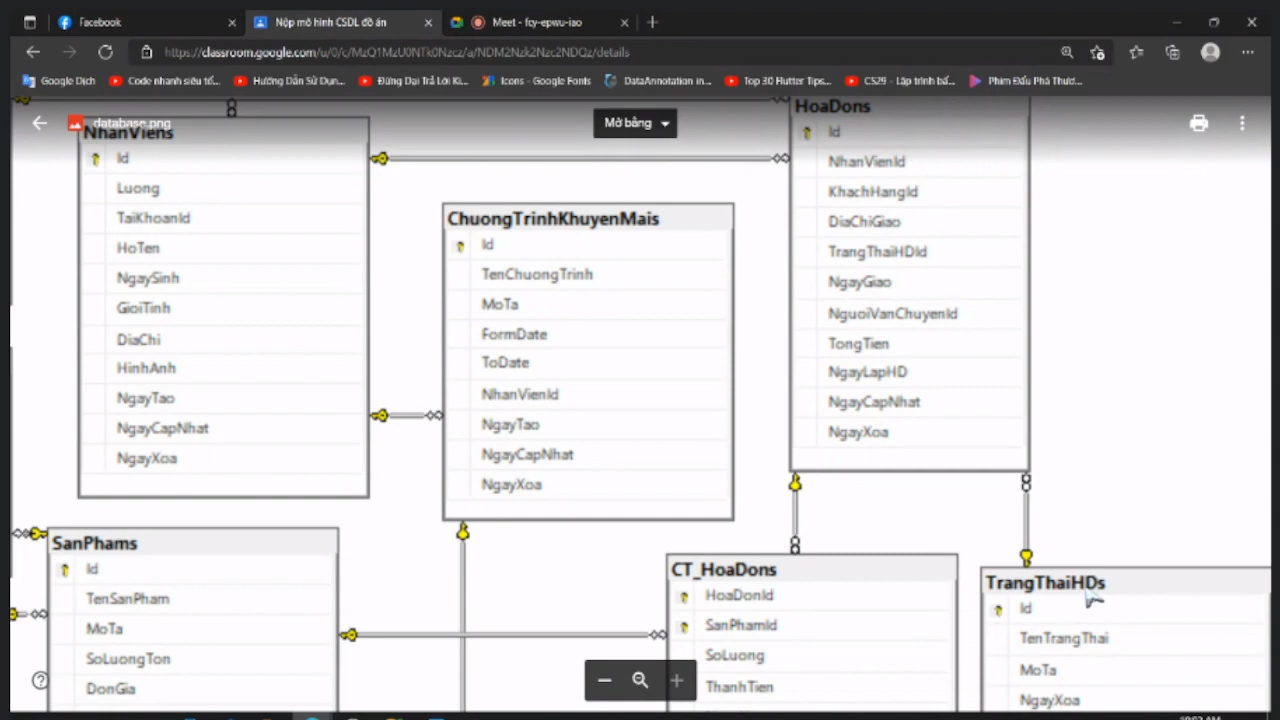 Facebook
Nộp mô hình CSDL đồ án
Meet - fcy-epwu-iao
https://classroom.google.com/u/0/c/MzQ1MzU0NTk0Nzcz/a/NDM2Nzk2Nzc2NDQz/details
Google Dịch
Code nhanh siêu tố...
Hướng Dẫn Sử Dụn...
Đừng Dại Trả Lời Ki...
Icons - Google Fonts
DataAnnotation in...
Top 30 Flutter Tips...
CS29 - Lập trình bấ...
Phim Đấu Phá Thươ...
database.png
Mở bằng
NhanViens
Id
Luong
TaiKhoanId
HoTen
NgaySinh
GioiTinh
DiaChi
HinhAnh
NgayTao
NgayCapNhat
NgayXoa
ChuongTrinhKhuyenMais
Id
TenChuongTrinh
MoTa
FormDate
ToDate
NhanVienId
NgayTao
NgayCapNhat
NgayXoa
HoaDons
Id
NhanVienId
KhachHangId
DiaChiGiao
TrangThaiHDId
NgayGiao
NguoiVanChuyenId
TongTien
NgayLapHD
NgayCapNhat
NgayXoa
SanPhams
Id
TenSanPham
MoTa
SoLuongTon
DonGia
CT_HoaDons
HoaDonId
SanPhamId
SoLuong
ThanhTien
TrangThaiHDs
Id
TenTrangThai
MoTa
NgayXoa